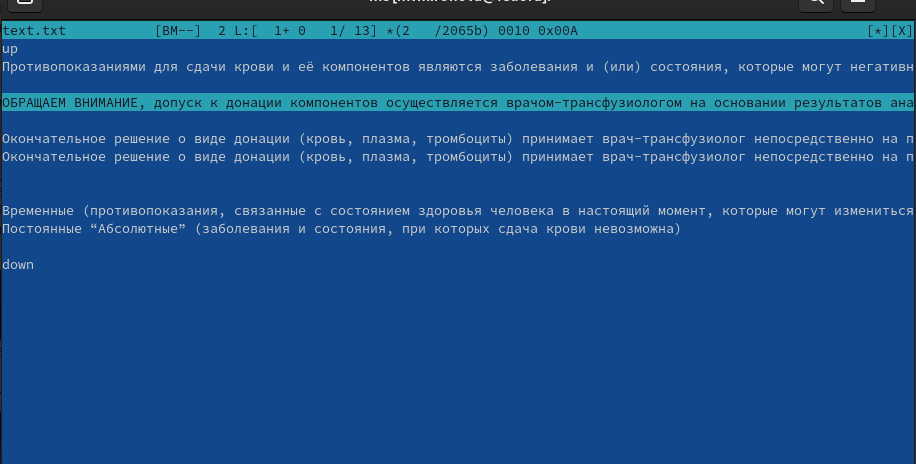 text.txt [BM--] 2 L:[ 1+ 0 1/ 13] *(2 /2065b) 0010 0x00A [*][X]
up
Противопоказаниями для сдачи крови и её компонентов являются заболевания и (или) состояния, которые могут негативн
ОБРАЩАЕМ ВНИМАНИЕ, допуск к донации компонентов осуществляется врачом-трансфузиологом на основании результатов ана
Окончательное решение о виде донации (кровь, плазма, тромбоциты) принимает врач-трансфузиолог непосредственно на п
Окончательное решение о виде донации (кровь, плазма, тромбоциты) принимает врач-трансфузиолог непосредственно на п
Временные (противопоказания, связанные с состоянием здоровья человека в настоящий момент, которые могут измениться
Постоянные “Абсолютные” (заболевания и состояния, при которых сдача крови невозможна)
down